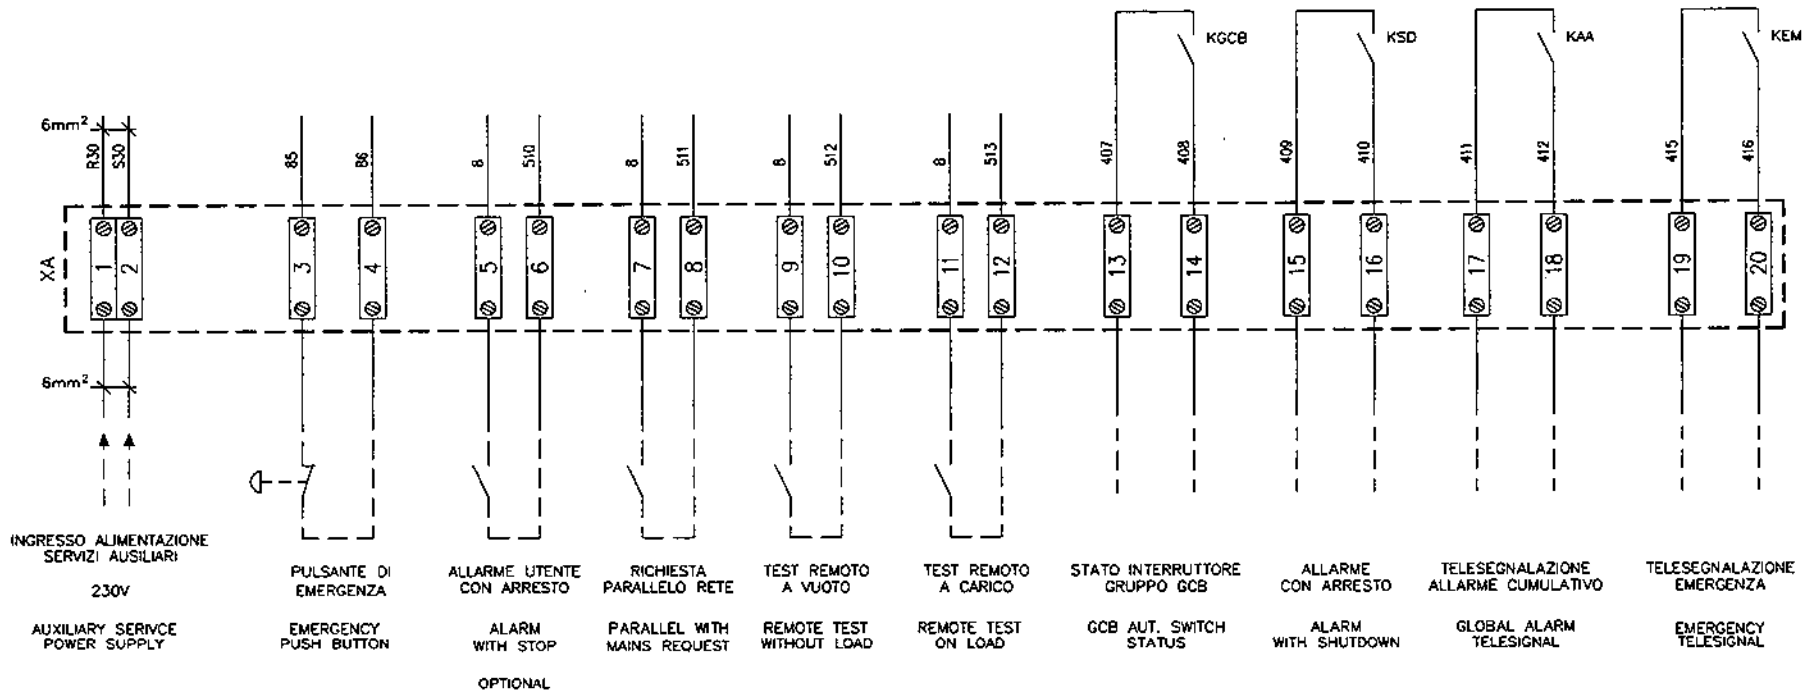 KGCB
KSD
KAA
KEM
6mm²
R30
S30
85
86
8
510
8
511
8
512
8
513
407
408
409
410
411
412
415
416
XA
1
2
3
4
5
6
7
8
9
10
11
12
13
14
15
16
17
18
19
20
6mm²
INGRESSO ALIMENTAZIONE
SERVIZI AUSILIARI
230V
AUXILIARY SERIVCE
POWER SUPPLY
PULSANTE DI
EMERGENZA
EMERGENCY
PUSH BUTTON
ALLARME UTENTE
CON ARRESTO
ALARM
WITH STOP
OPTIONAL
RICHIESTA
PARALLELO RETE
PARALLEL WITH
MAINS REQUEST
TEST REMOTO
A VUOTO
REMOTE TEST
WITHOUT LOAD
TEST REMOTO
A CARICO
REMOTE TEST
ON LOAD
STATO INTERRUTTORE
GRUPPO GCB
GCB AUT. SWITCH
STATUS
ALLARME
CON ARRESTO
ALARM
WITH SHUTDOWN
TELESEGNALAZIONE
ALLARME CUMULATIVO
GLOBAL ALARM
TELESIGNAL
TELESEGNALAZIONE
EMERGENZA
EMERGENCY
TELESIGNAL